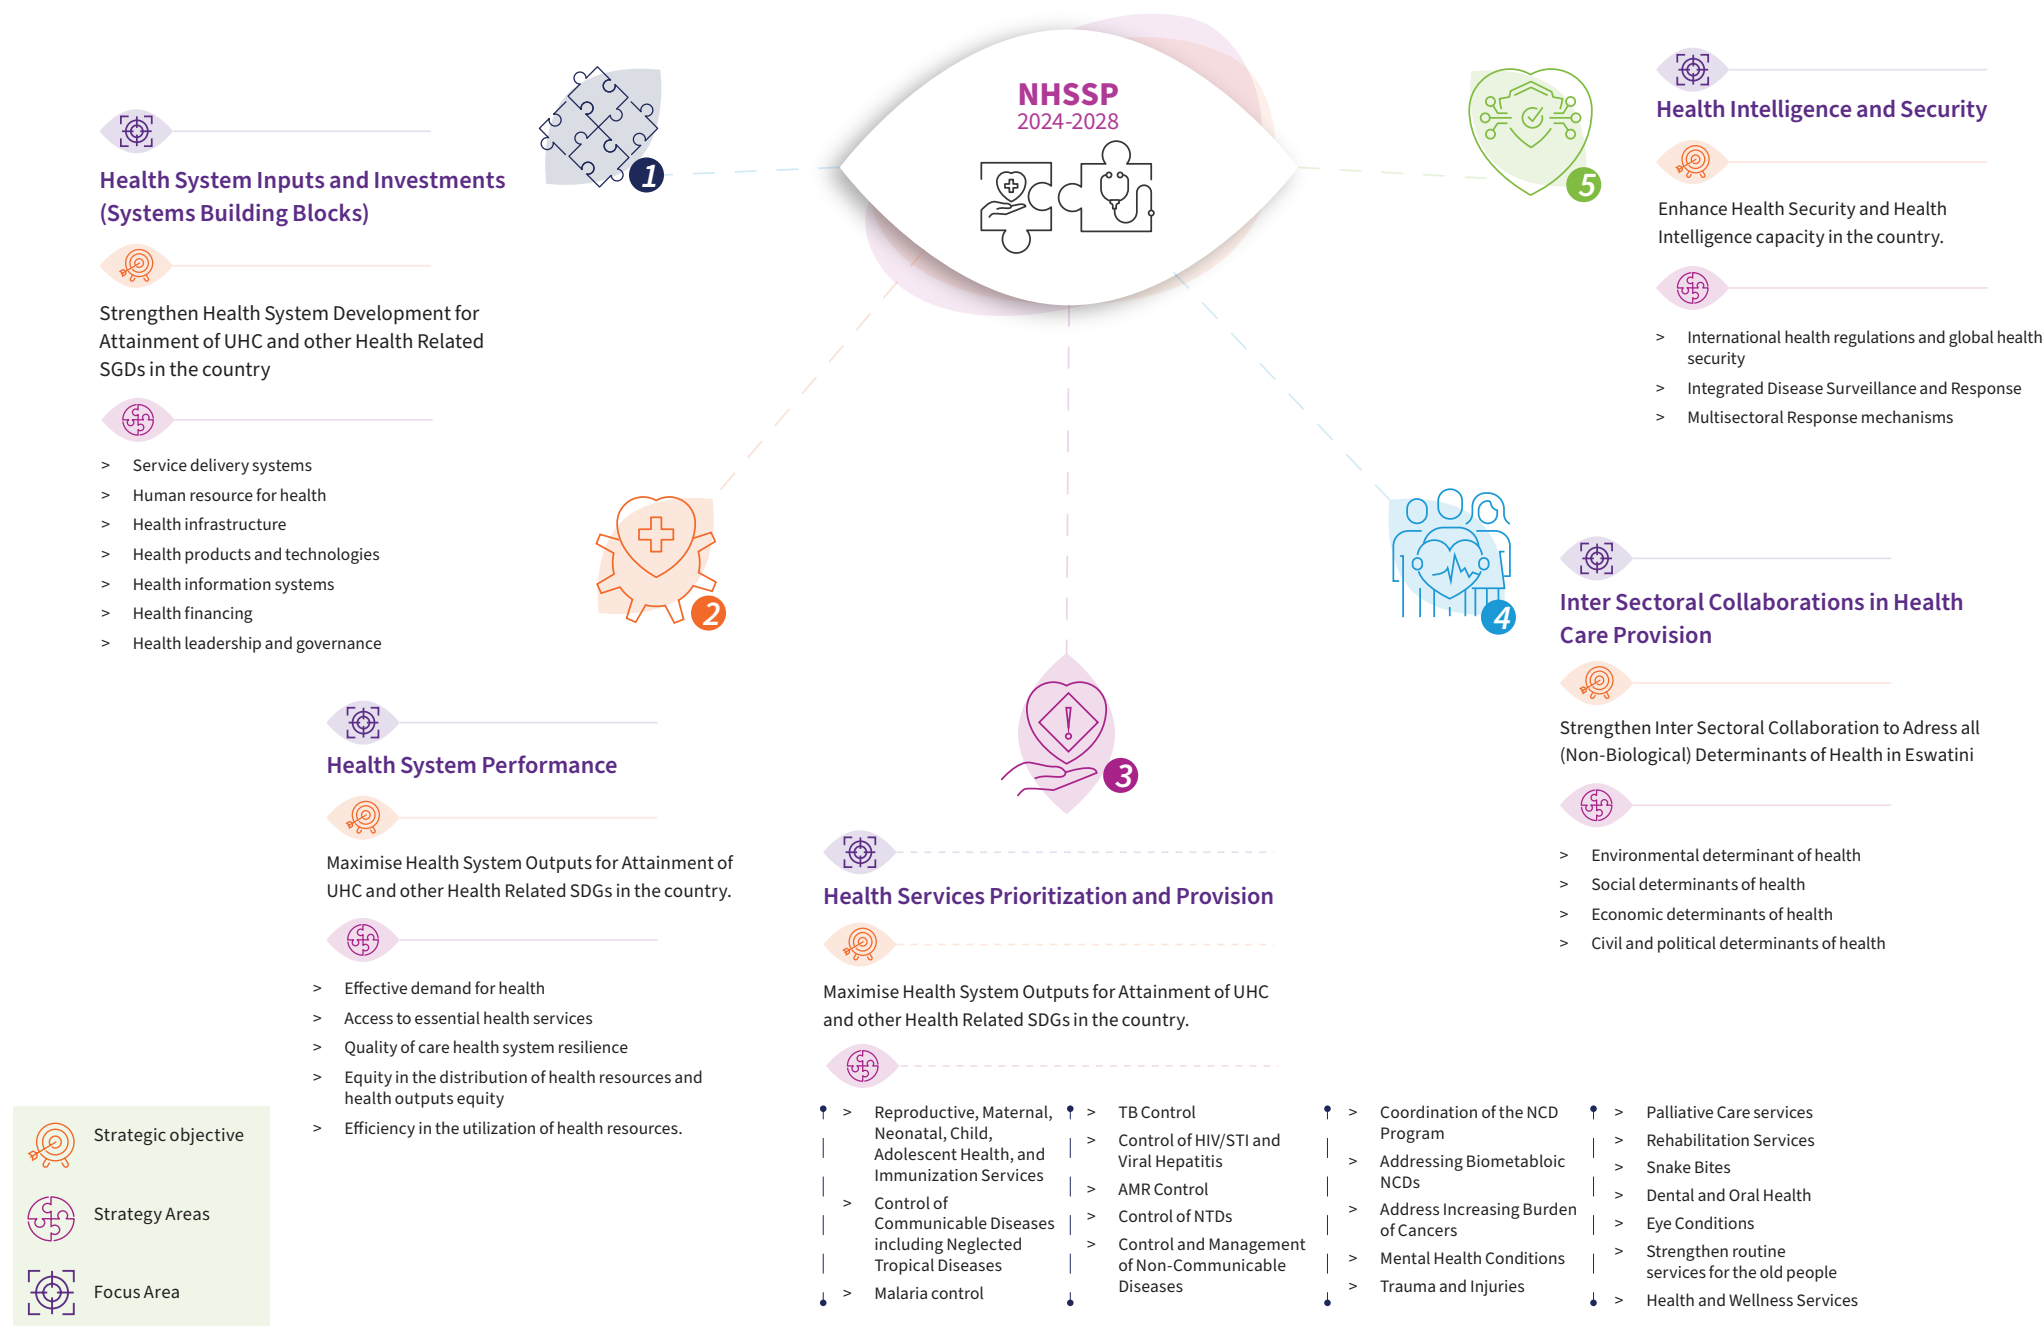 NHSSP
2024-2028
1
Health System Inputs and Investments
(Systems Building Blocks)
Strengthen Health System Development for
Attainment of UHC and other Health Related
SGDs in the country
> Service delivery systems
> Human resource for health
> Health infrastructure
> Health products and technologies
> Health information systems
> Health financing
> Health leadership and governance
2
Health System Performance
Maximise Health System Outputs for Attainment of
UHC and other Health Related SDGs in the country.
> Effective demand for health
> Access to essential health services
> Quality of care health system resilience
> Equity in the distribution of health resources and
health outputs equity
> Efficiency in the utilization of health resources.
3
Health Services Prioritization and Provision
Maximise Health System Outputs for Attainment of UHC
and other Health Related SDGs in the country.
> Reproductive, Maternal,
Neonatal, Child,
Adolescent Health, and
Immunization Services
> Control of
Communicable Diseases
including Neglected
Tropical Diseases
> Malaria control
> TB Control
> Control of HIV/STI and
Viral Hepatitis
> AMR Control
> Control of NTDs
> Control and Management
of Non-Communicable
Diseases
> Coordination of the NCD
Program
> Addressing Biometabloic
NCDs
> Address Increasing Burden
of Cancers
> Mental Health Conditions
> Trauma and Injuries
> Palliative Care services
> Rehabilitation Services
> Snake Bites
> Dental and Oral Health
> Eye Conditions
> Strengthen routine
services for the old people
> Health and Wellness Services
4
Inter Sectoral Collaborations in Health
Care Provision
Strengthen Inter Sectoral Collaboration to Adress all
(Non-Biological) Determinants of Health in Eswatini
> Environmental determinant of health
> Social determinants of health
> Economic determinants of health
> Civil and political determinants of health
5
Health Intelligence and Security
Enhance Health Security and Health
Intelligence capacity in the country.
> International health regulations and global health
security
> Integrated Disease Surveillance and Response
> Multisectoral Response mechanisms
Strategic objective
Strategy Areas
Focus Area